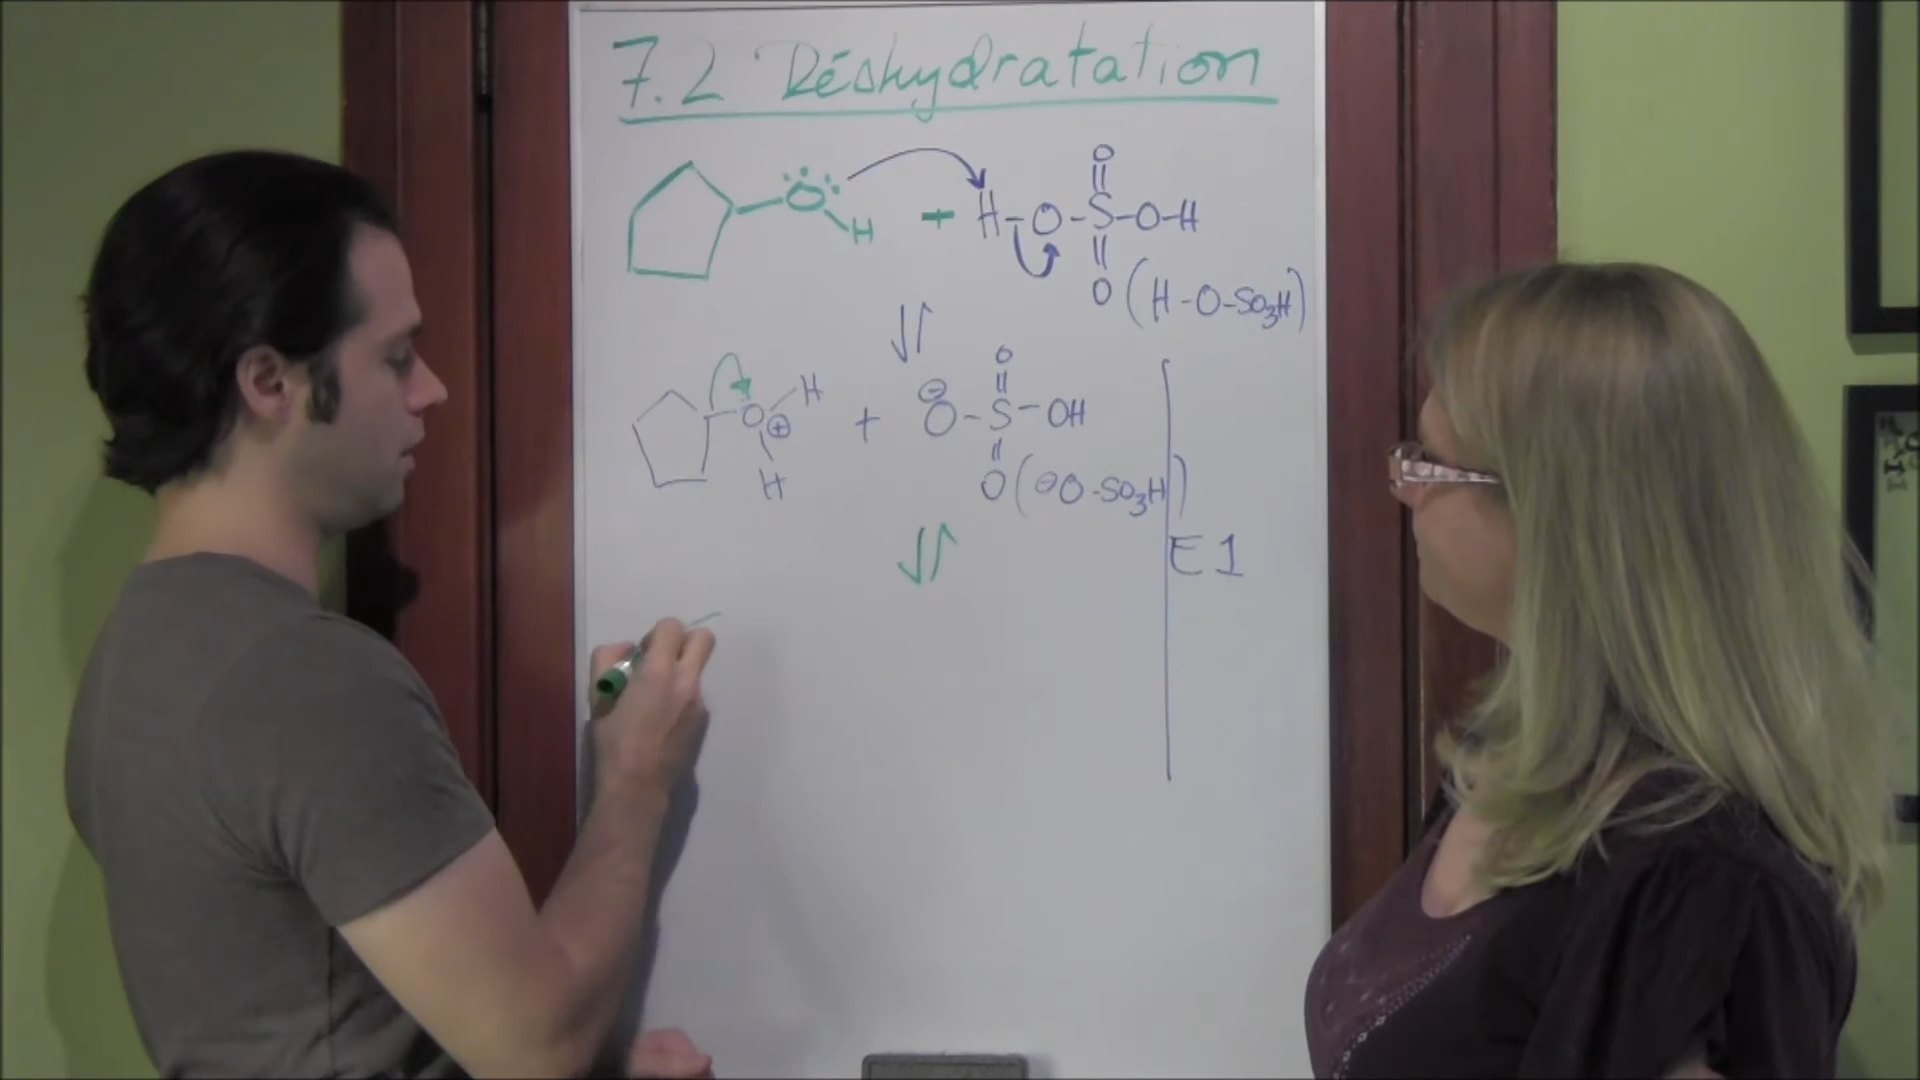 7.2 Déshydratation
O H + H-O-S-O-H
O
O (H-O-SO3H)
O ⊕ H H + ⊖ O-S-OH
O
O (⊖O-SO3H)
E1